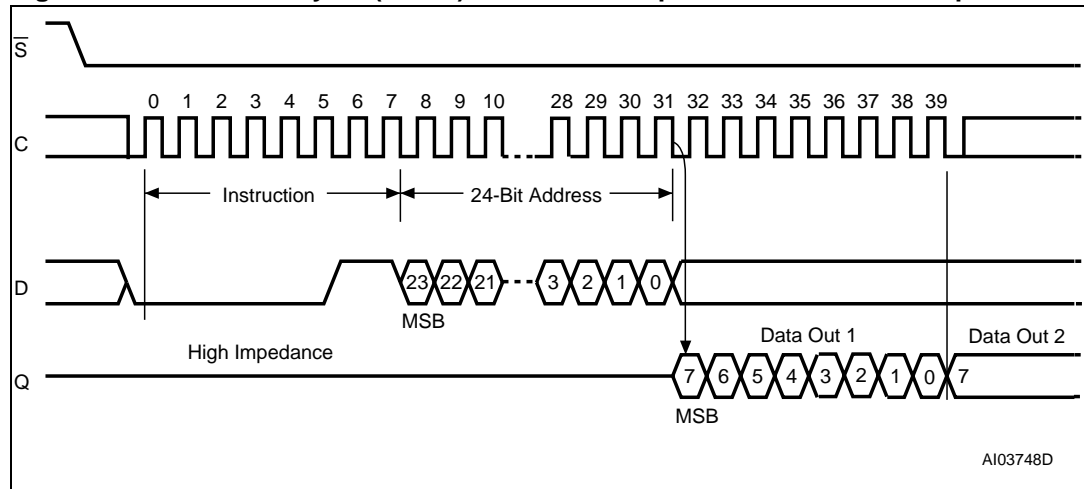 S
0 1 2 3 4 5 6 7 8 9 10 28 29 30 31 32 33 34 35 36 37 38 39
C
Instruction 24-Bit Address
D
23 22 21 3 2 1 0
MSB
Data Out 1 Data Out 2
High Impedance
Q
7 6 5 4 3 2 1 0 7
MSB
AI03748D